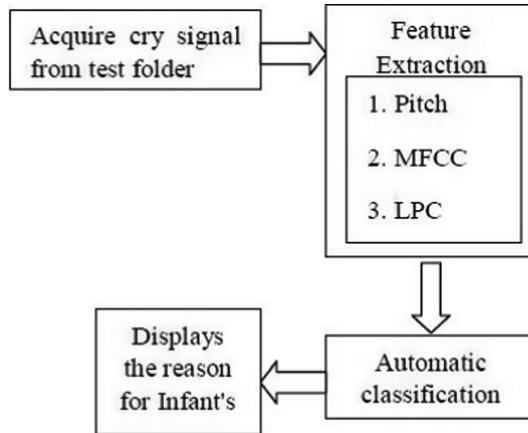 Acquire cry signal
from test folder
Feature
Extraction
1. Pitch
2. MFCC
3. LPC
Automatic
classification
Displays
the reason
for Infant's